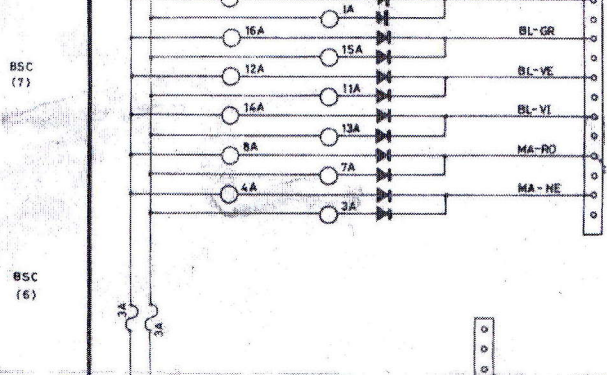 1A
16A
BL-GR
15A
BSC
(7)
12A
BL-VE
11A
14A
BL-VI
13A
8A
MA-RO
7A
4A
MA-NE
3A
BSC
(6)
3A
3A